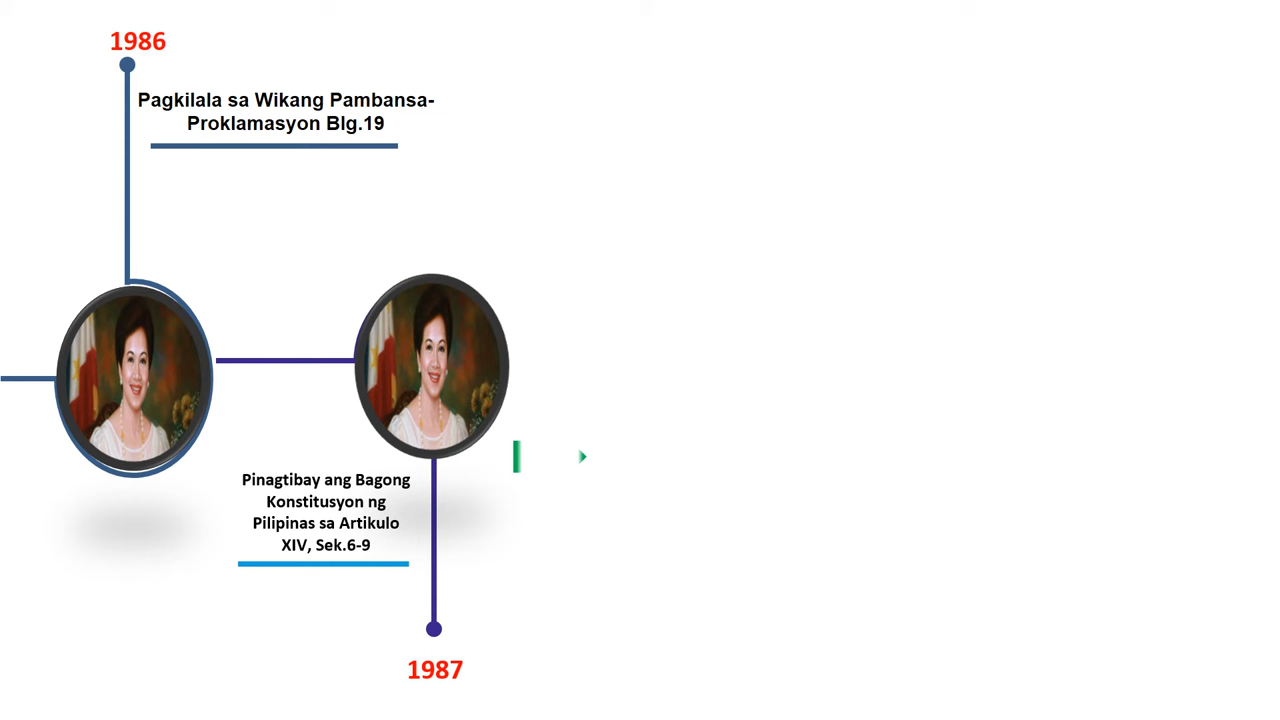 1986
Pagkilala sa Wikang Pambansa-
Proklamasyon Blg.19
Pinagtibay ang Bagong
Konstitusyon ng
Pilipinas sa Artikulo
XIV, Sek.6-9
1987